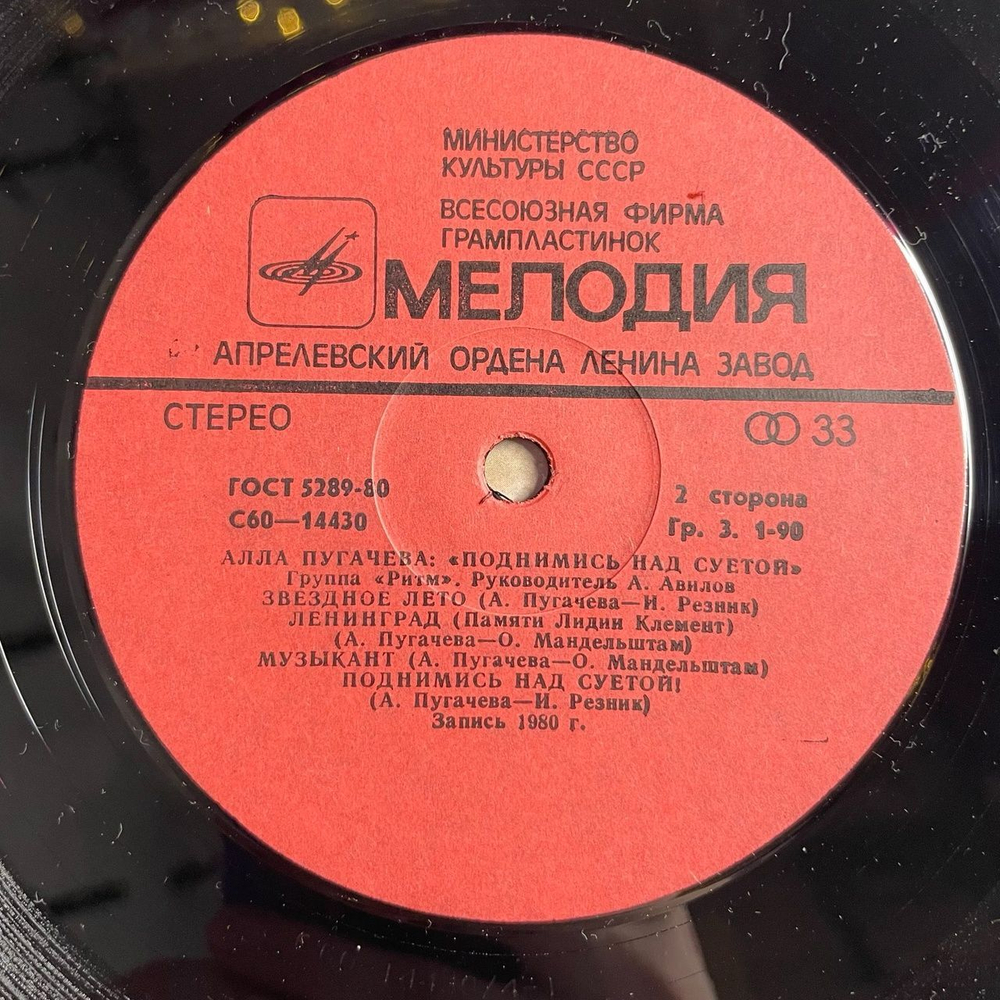 МИНИСТЕРСТВО
КУЛЬТУРЫ СССР
ВСЕСОЮЗНАЯ ФИРМА
ГРАМПЛАСТИНОК
МЕЛОДИЯ
АПРЕЛЕВСКИЙ ОРДЕНА ЛЕНИНА ЗАВОД
СТЕРЕО
33
ГОСТ 5289-80
2 сторона
С60—14430
Гр. 3. 1-90
АЛЛА ПУГАЧЕВА: «ПОДНИМИСЬ НАД СУЕТОЙ»
Группа «Ритм». Руководитель А. Авилов
ЗВЕЗДНОЕ ЛЕТО (А. Пугачева—И. Резник)
ЛЕНИНГРАД (Памяти Лидии Клемент)
(А. Пугачева—О. Мандельштам)
МУЗЫКАНТ (А. Пугачева—О. Мандельштам)
ПОДНИМИСЬ НАД СУЕТОЙ!
(А. Пугачева—И. Резник)
Запись 1980 г.